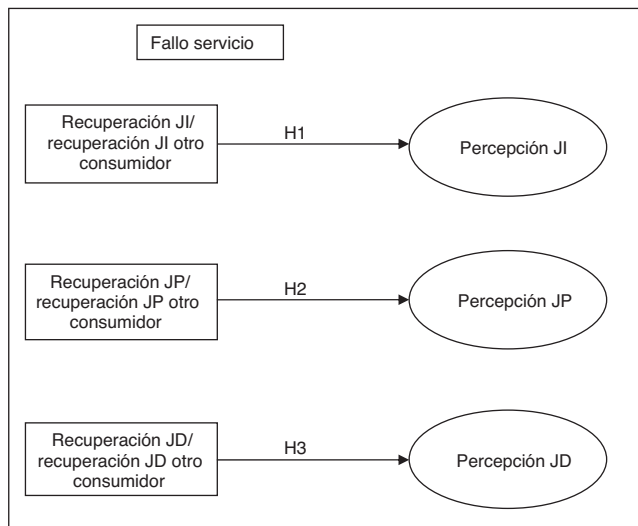 Fallo servicio
Recuperación JI/
recuperación JI otro
consumidor
H1
Percepción JI
Recuperación JP/
recuperación JP otro
consumidor
H2
Percepción JP
Recuperación JD/
recuperación JD otro
consumidor
H3
Percepción JD